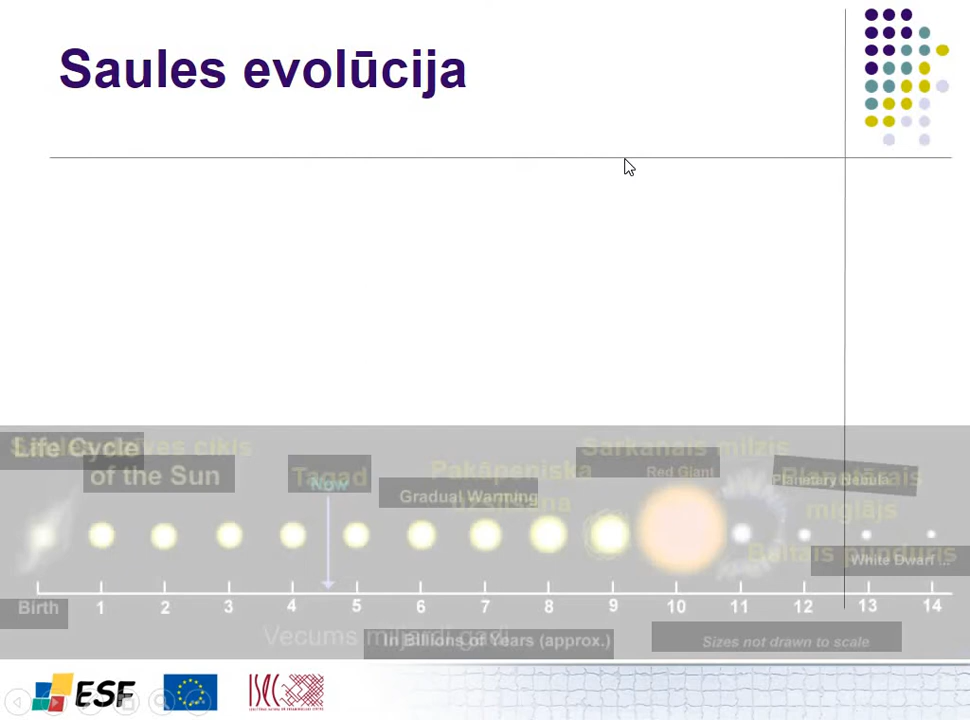 Saules evolūcija
Saules dzīves cikls
Life Cycle
of the Sun
Tagad
Now
Pakāpeniska
uzsilšana
Gradual Warming
Sarkanais milzis
Red Giant
Planetārais
miglājs
Planetary Nebula
Baltais punduris
White Dwarf ...
Birth 1 2 3 4 5 6 7 8 9 10 11 12 13 14
Vecums miljardi gadi
In Billions of Years (approx.)
Sizes not drawn to scale
ESF